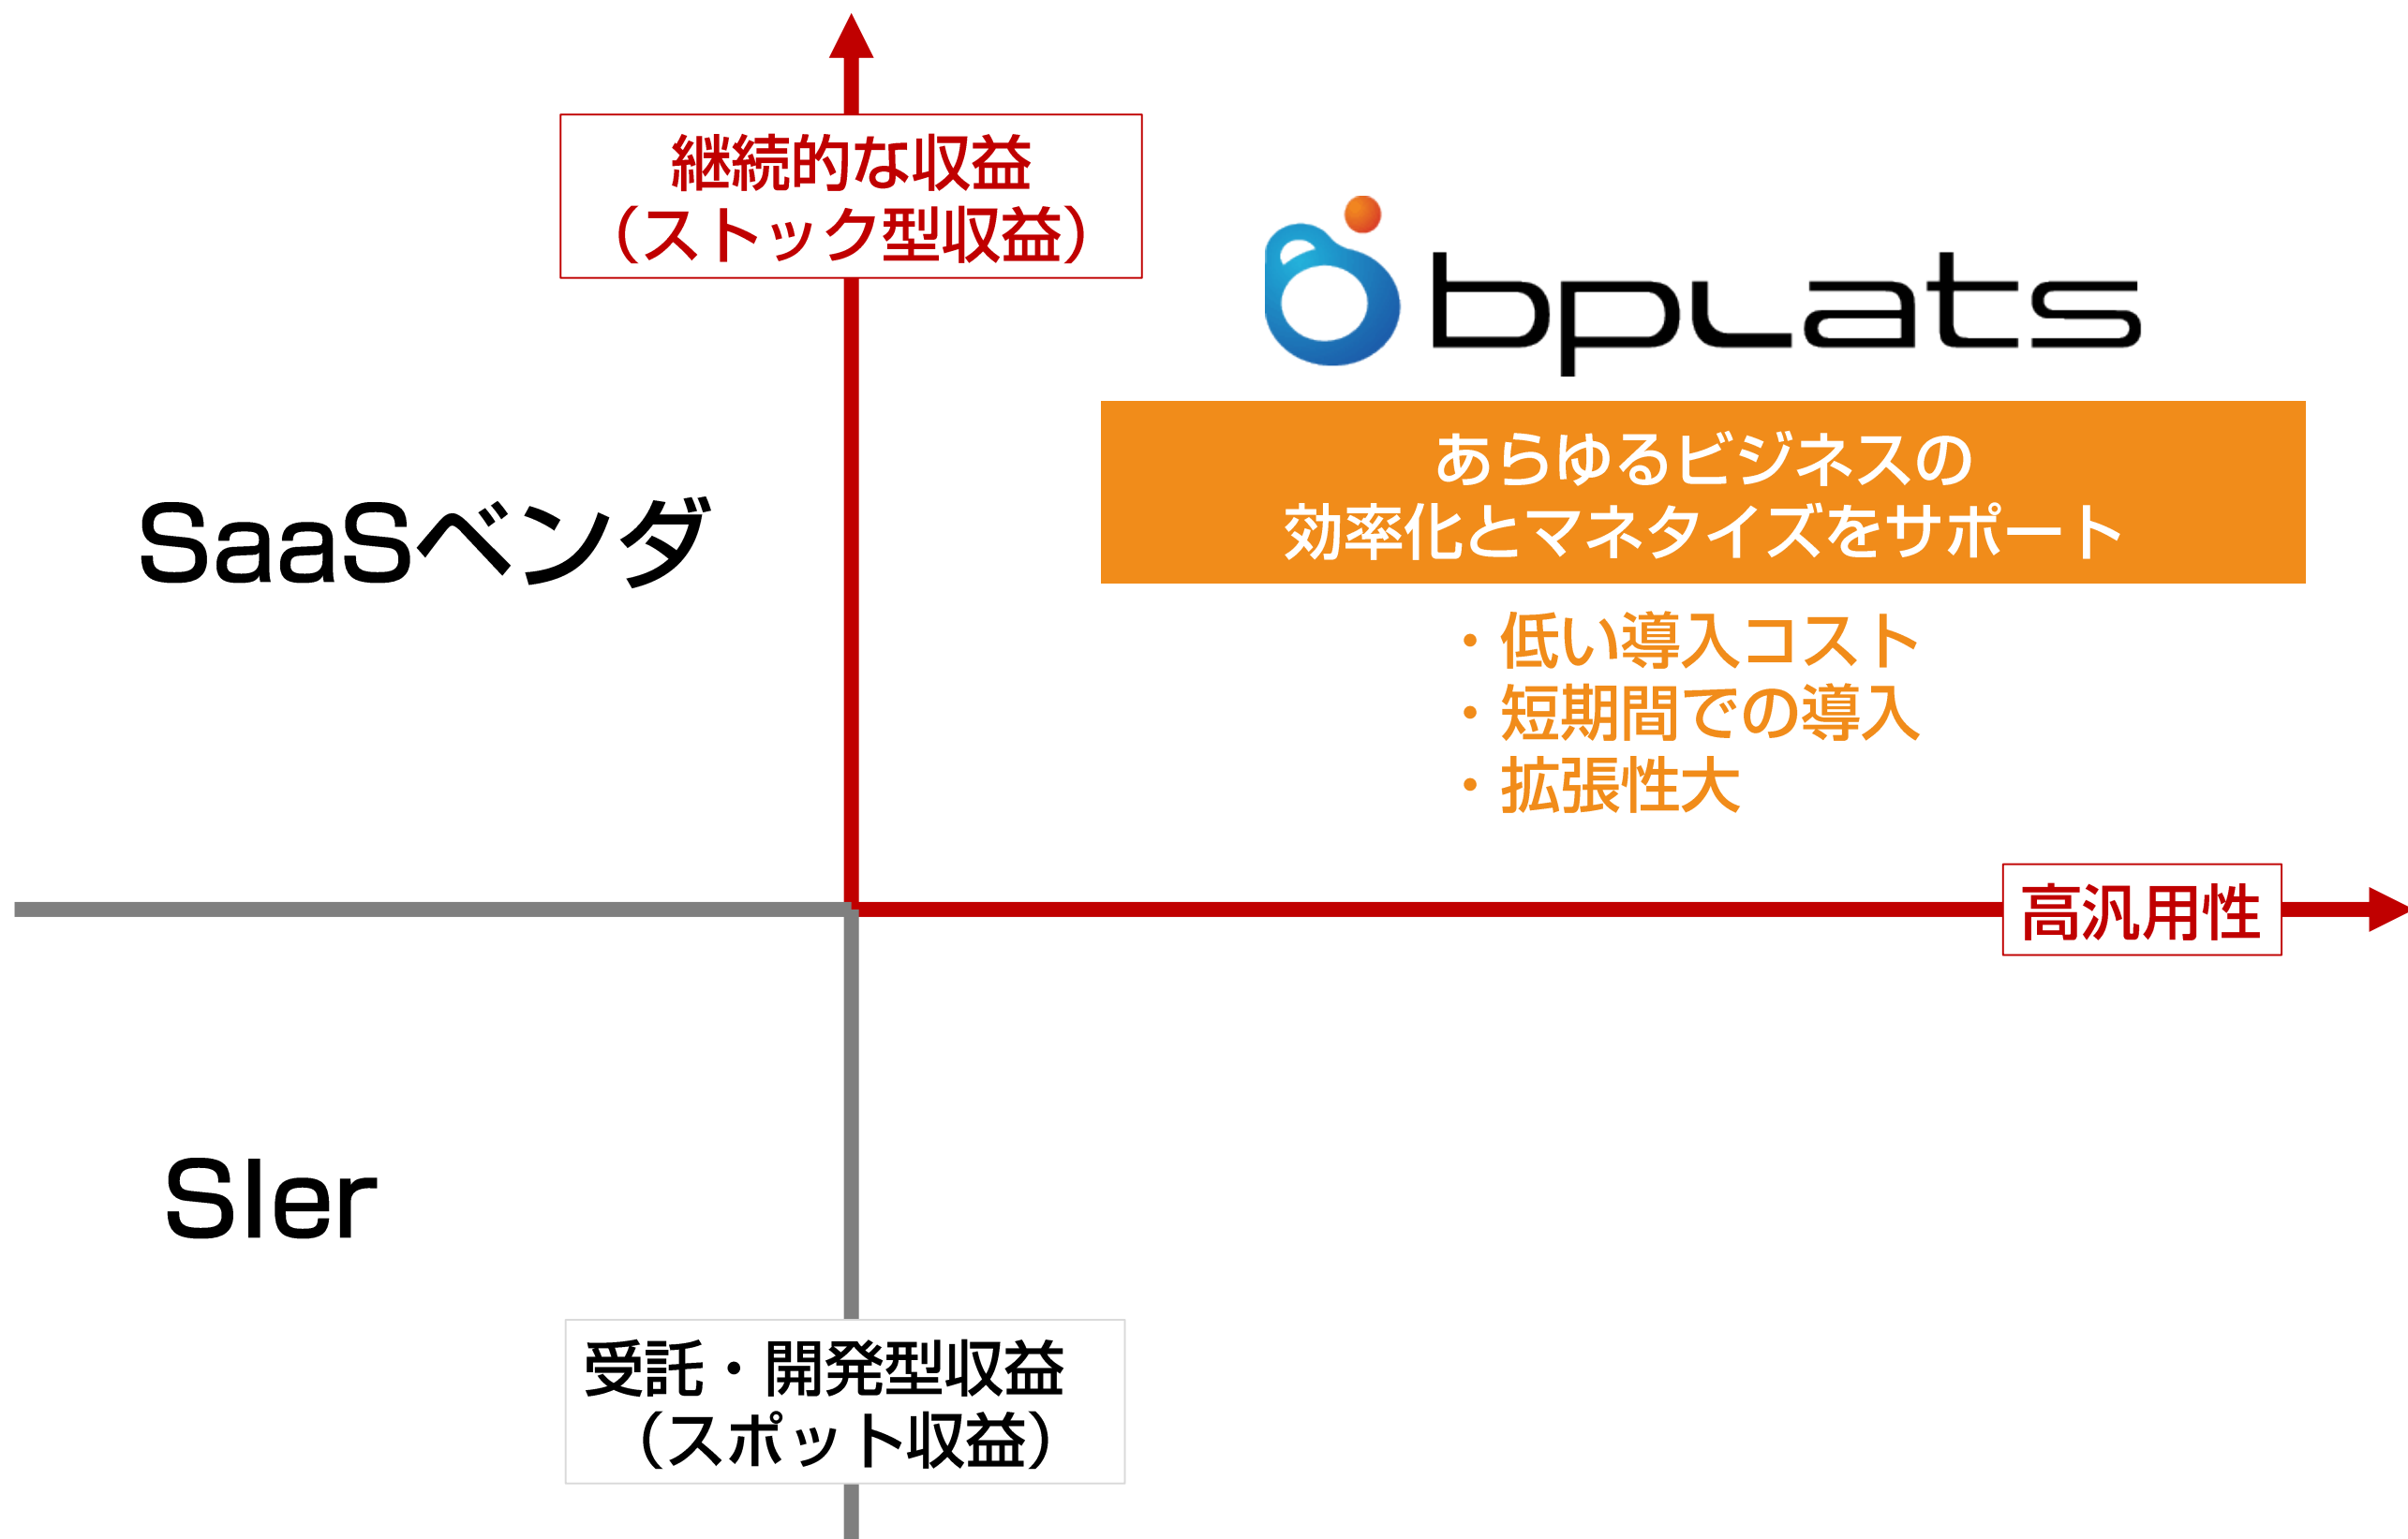 継続的な収益
（ストック型収益）
bplats
あらゆるビジネスの
効率化とマネタイズをサポート
SaaSベンダ
・低い導入コスト
・短期間での導入
・拡張性大
高汎用性
SIer
受託・開発型収益
（スポット収益）